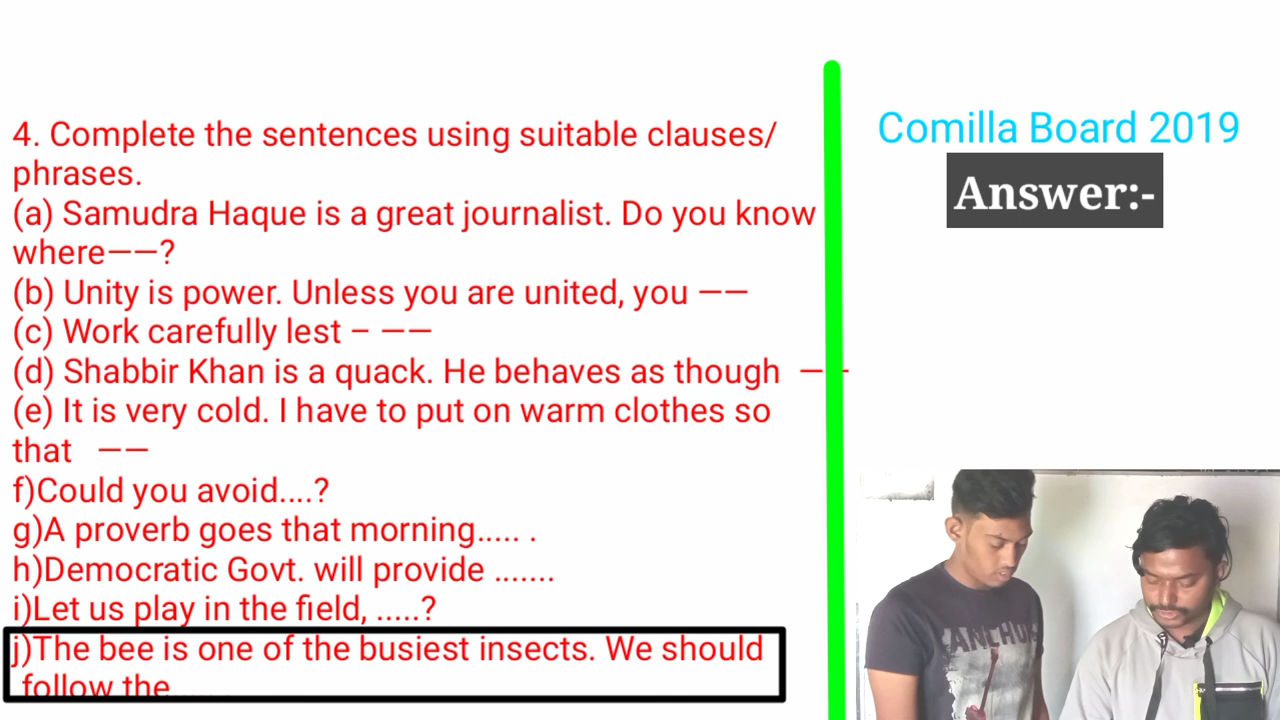 4. Complete the sentences using suitable clauses/
phrases.
(a) Samudra Haque is a great journalist. Do you know
where——?
(b) Unity is power. Unless you are united, you ——
(c) Work carefully lest – ——
(d) Shabbir Khan is a quack. He behaves as though ——
(e) It is very cold. I have to put on warm clothes so
that ——
f)Could you avoid....?
g)A proverb goes that morning..... .
h)Democratic Govt. will provide .......
i)Let us play in the field, .....?
j)The bee is one of the busiest insects. We should
follow the......
Comilla Board 2019
Answer:-